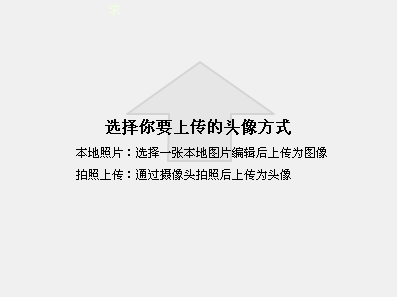 选择你要上传的头像方式
本地照片：选择一张本地图片编辑后上传为图像
拍照上传：通过摄像头拍照后上传为头像